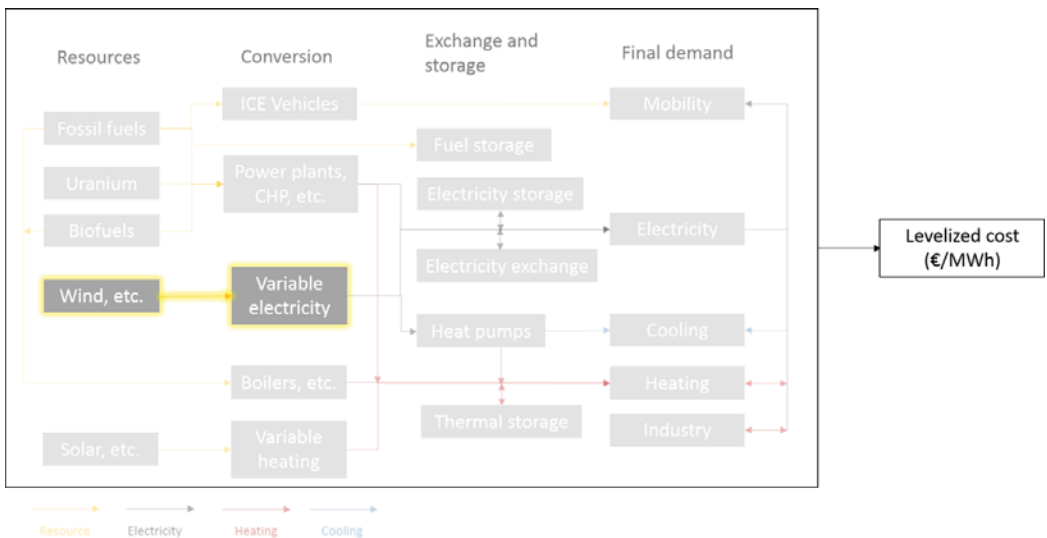 Resources
Conversion
Exchange and
storage
Final demand
ICE Vehicles
Mobility
Fossil fuels
Fuel storage
Uranium
Power plants,
CHP, etc.
Electricity storage
Biofuels
Electricity
Electricity exchange
Levelized cost
(€/MWh)
Wind, etc.
Variable
electricity
Heat pumps
Cooling
Boilers, etc.
Heating
Thermal storage
Industry
Solar, etc.
Variable
heating
Resource
Electricity
Heating
Cooling